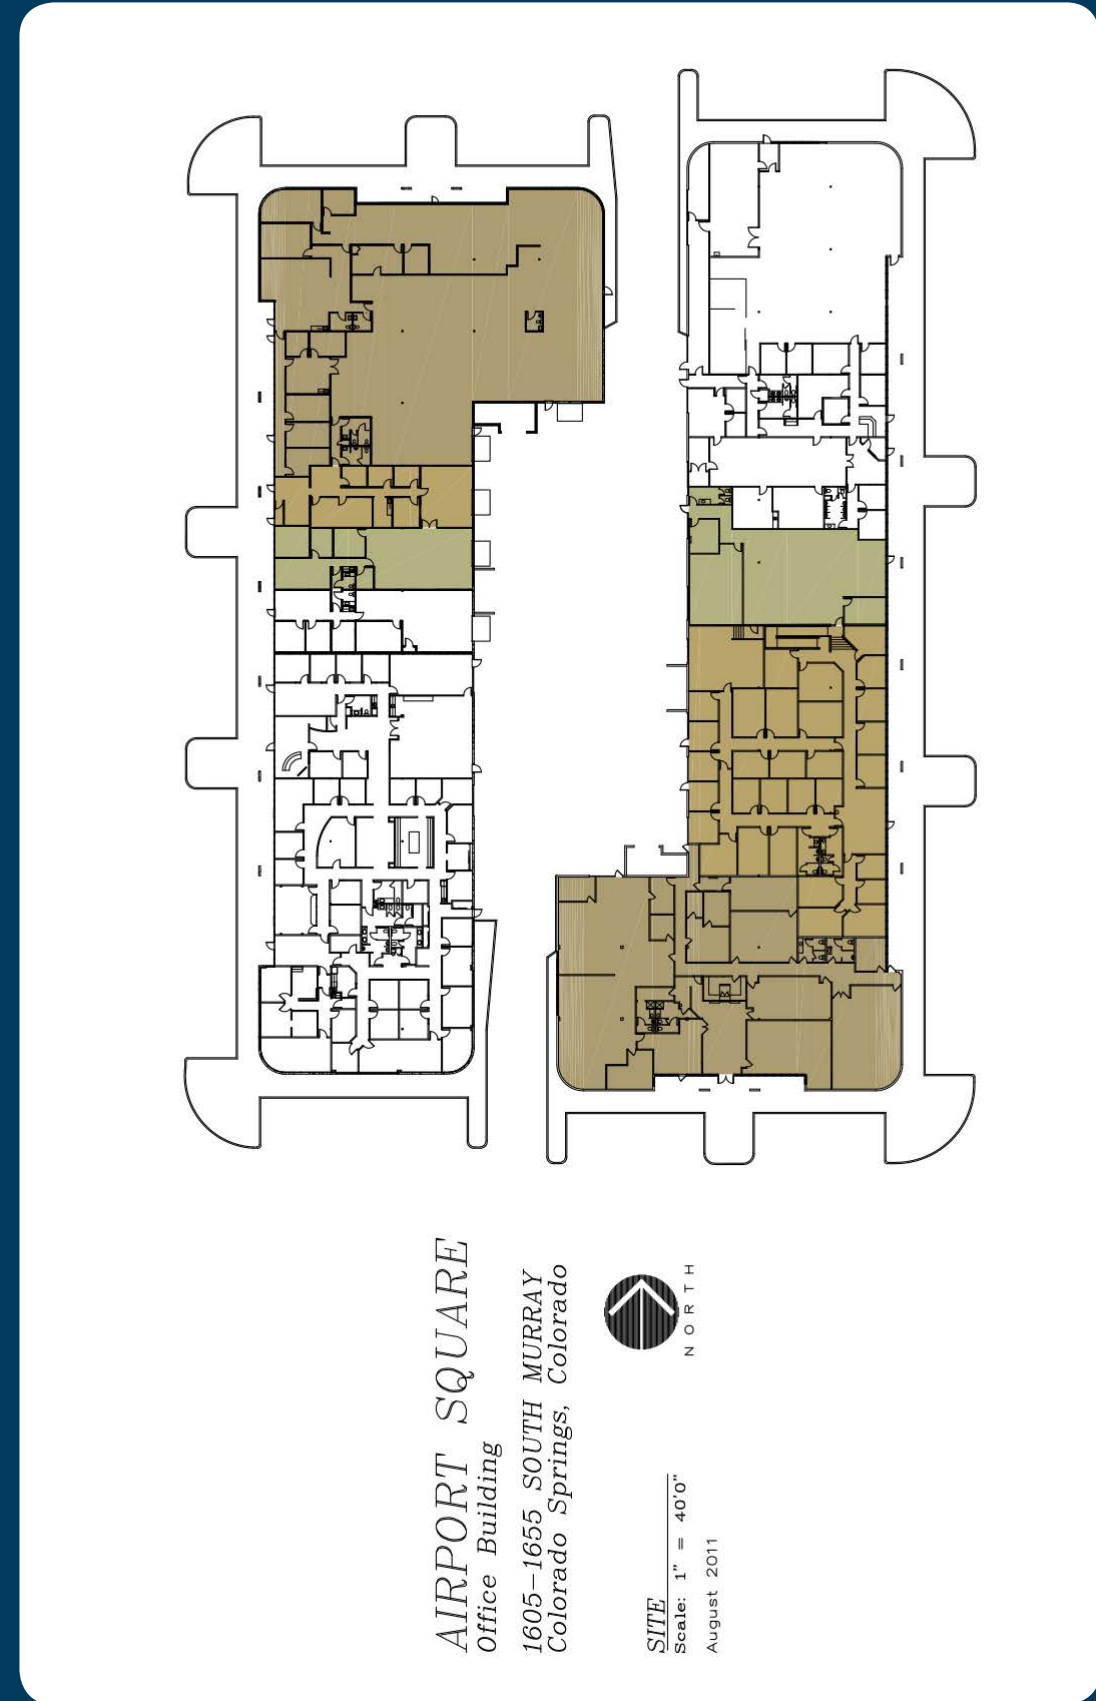 AIRPORT SQUARE
Office Building
1605-1655 SOUTH MURRAY
Colorado Springs, Colorado
NORTH
SITE
Scale: 1" = 40'0"
August 2011